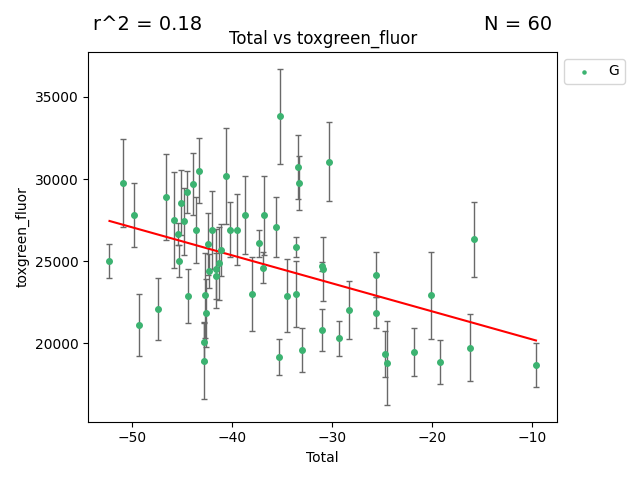 r^2 = 0.18
N = 60
Total vs toxgreen_fluor
G
35000
30000
25000
20000
toxgreen_fluor
−50
−40
−30
−20
−10
Total